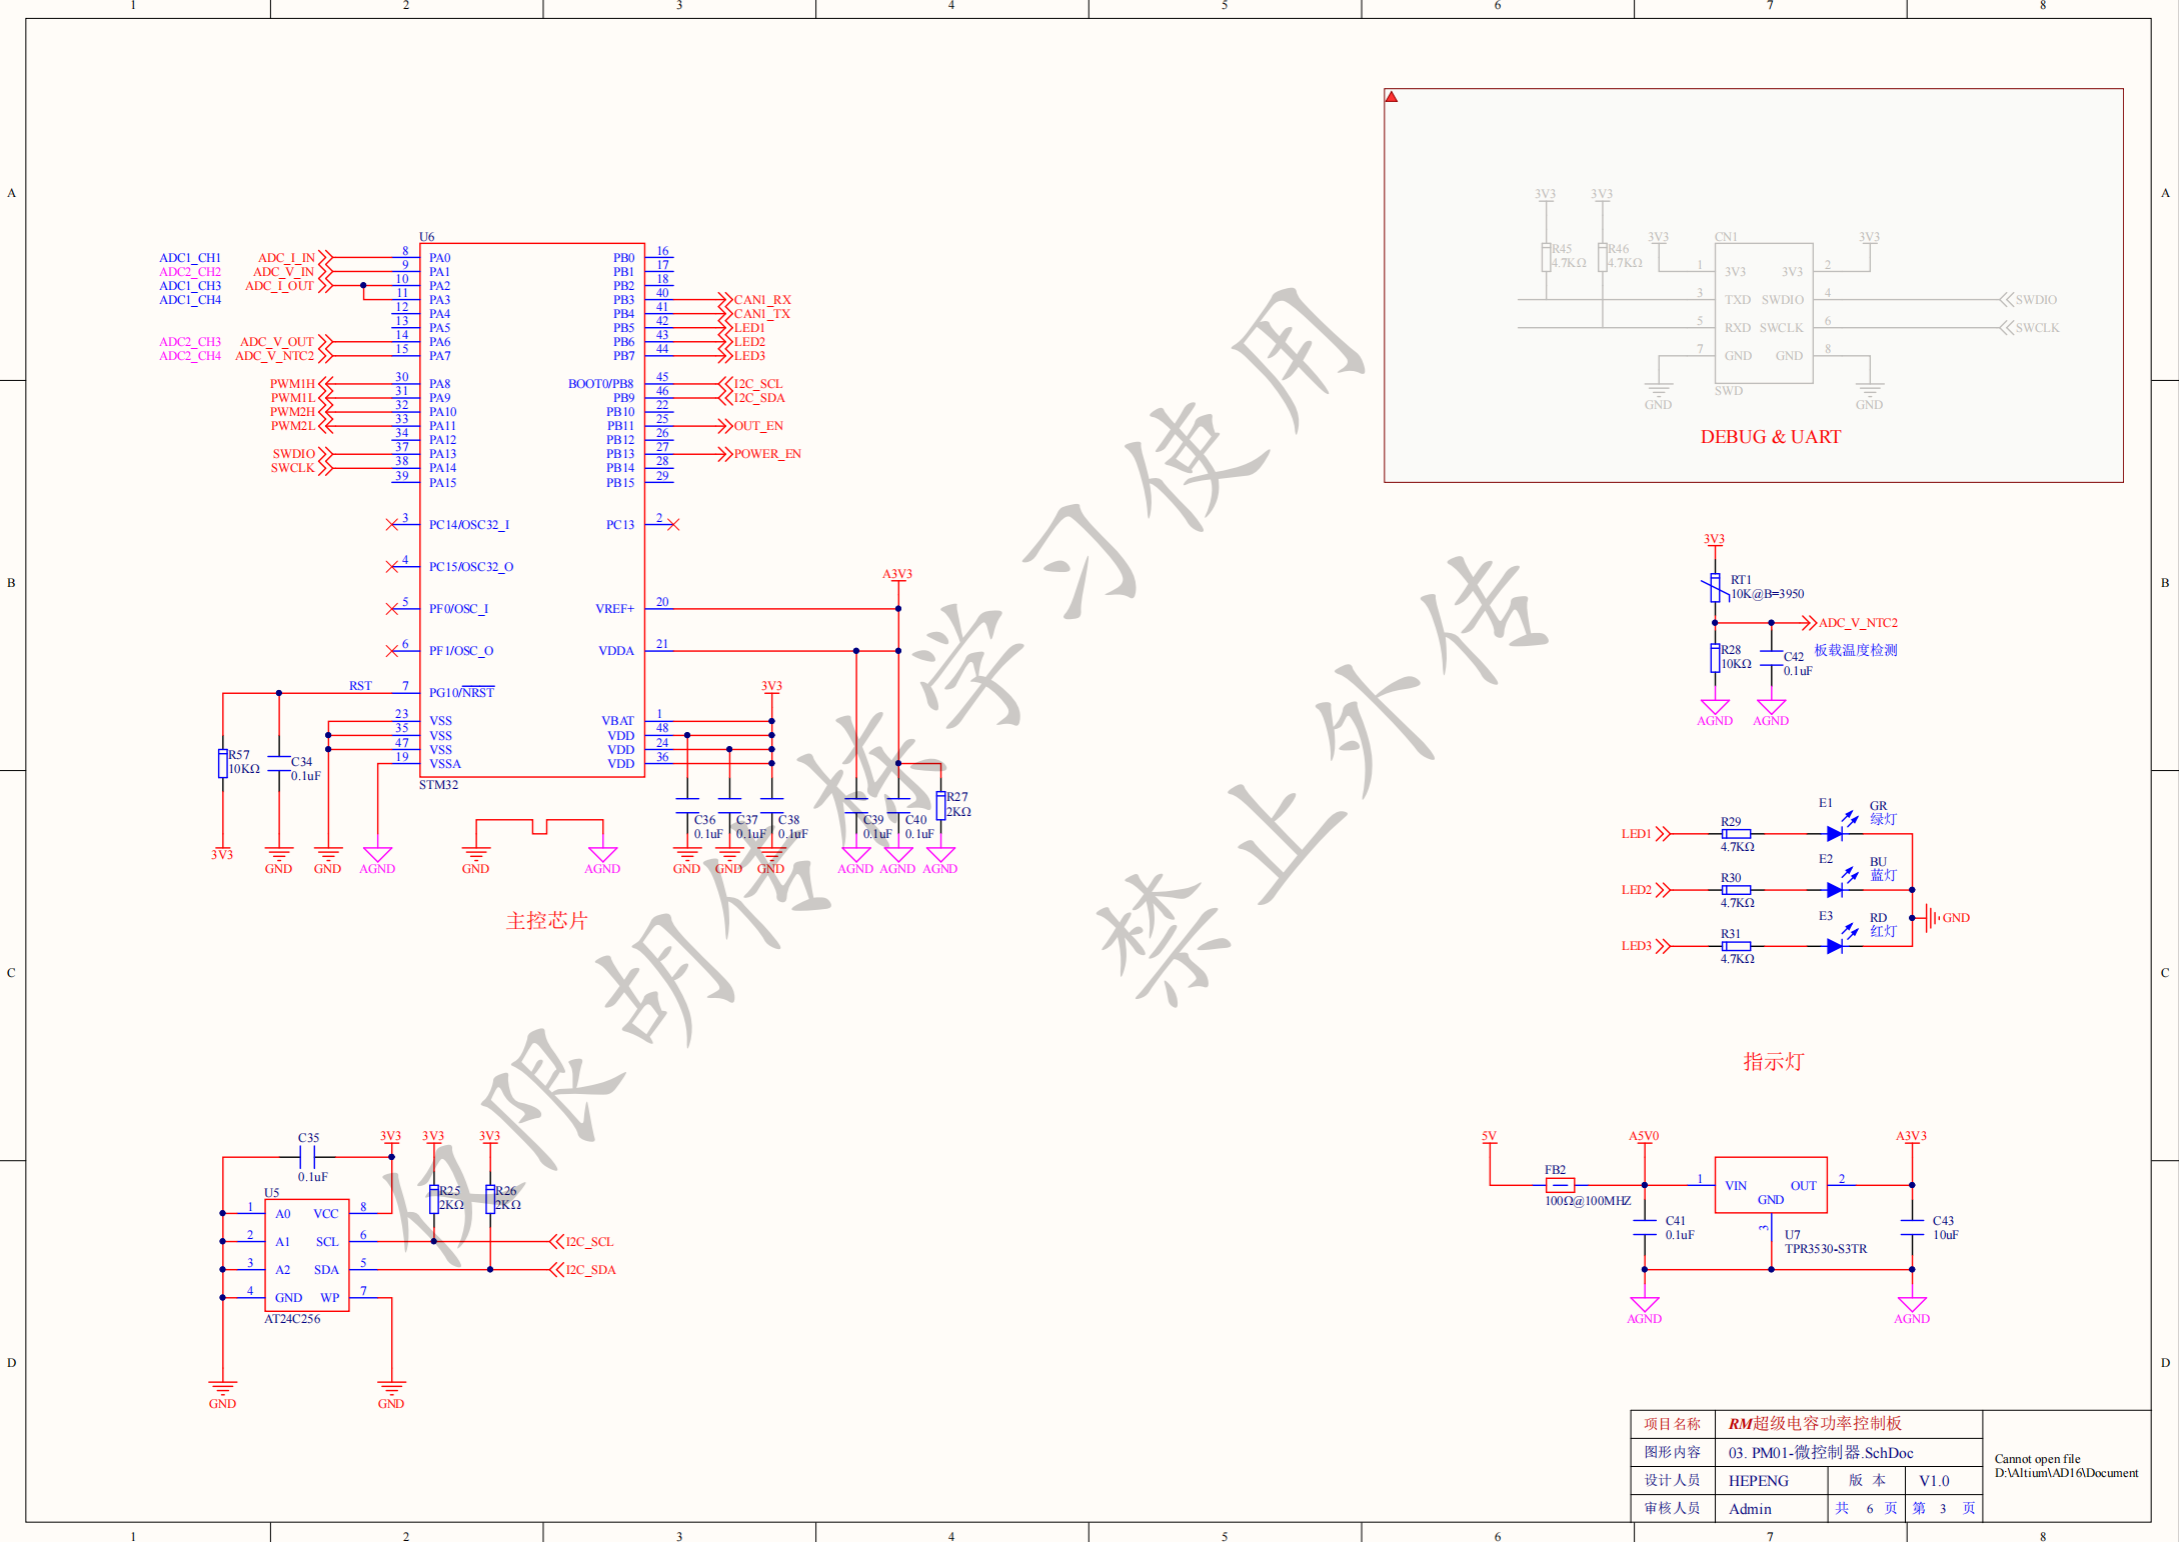 1 2 3 4 5 6 7 8
A
B
C
D
U6
ADC1_CH1 ADC_I_IN 8 PA0
ADC2_CH2 ADC_V_IN 9 PA1
ADC1_CH3 ADC_I_OUT 10 PA2
ADC1_CH4 11 PA3
12 PA4
13 PA5
ADC2_CH3 ADC_V_OUT 14 PA6
ADC2_CH4 ADC_V_NTC2 15 PA7
PWM1H 30 PA8
PWM1L 31 PA9
PWM2H 32 PA10
PWM2L 33 PA11
34 PA12
SWDIO 37 PA13
SWCLK 38 PA14
39 PA15
3 PC14/OSC32_I
4 PC15/OSC32_O
5 PF0/OSC_I
6 PF1/OSC_O
RST 7 PG10/NRST
23 VSS
35 VSS
47 VSS
19 VSSA
STM32
PB0 16
PB1 17
PB2 18
PB3 40 CAN1_RX
PB4 41 CAN1_TX
PB5 42 LED1
PB6 43 LED2
PB7 44 LED3
BOOT0/PB8 45 I2C_SCL
PB9 46 I2C_SDA
PB10 22
PB11 25 OUT_EN
PB12 26
PB13 27 POWER_EN
PB14 28
PB15 29
PC13 2
A3V3
VREF+ 20
VDDA 21
3V3
VBAT 1
VDD 48
VDD 24
VDD 36
R57
10KΩ
C34
0.1uF
3V3 GND GND AGND GND AGND
C36
0.1uF
C37
0.1uF
C38
0.1uF
C39
0.1uF
C40
0.1uF
R27
2KΩ
GND GND GND AGND AGND AGND
主控芯片
3V3 3V3
R45
4.7KΩ
R46
4.7KΩ
3V3 CN1 3V3
1 3V3 3V3 2
3 TXD SWDIO 4 SWDIO
5 RXD SWCLK 6 SWCLK
7 GND GND 8
SWD
GND GND
DEBUG & UART
3V3
RT1
10K@B=3950
ADC_V_NTC2
板载温度检测
R28
10KΩ
C42
0.1uF
AGND AGND
LED1 R29 4.7KΩ E1 GR
绿灯
LED2 R30 4.7KΩ E2 BU
蓝灯
LED3 R31 4.7KΩ E3 RD
红灯
GND
指示灯
C35
0.1uF
3V3 3V3 3V3
U5
R25
2KΩ
R26
2KΩ
1 A0 VCC 8
2 A1 SCL 6 I2C_SCL
3 A2 SDA 5 I2C_SDA
4 GND WP 7
AT24C256
GND GND
5V A5V0 A3V3
FB2
100Ω@100MHZ
1 VIN OUT 2
GND
3
C41
0.1uF
U7
TPR3530-S3TR
C43
10uF
AGND AGND
仅限胡传栋学习使用
禁止外传
项目名称 RM超级电容功率控制板
图形内容 03. PM01-微控制器.SchDoc
设计人员 HEPENG 版 本 V1.0
审核人员 Admin 共 6 页 第 3 页
Cannot open file
D:\Altium\AD16\Document
A
B
C
D
1 2 3 4 5 6 7 8